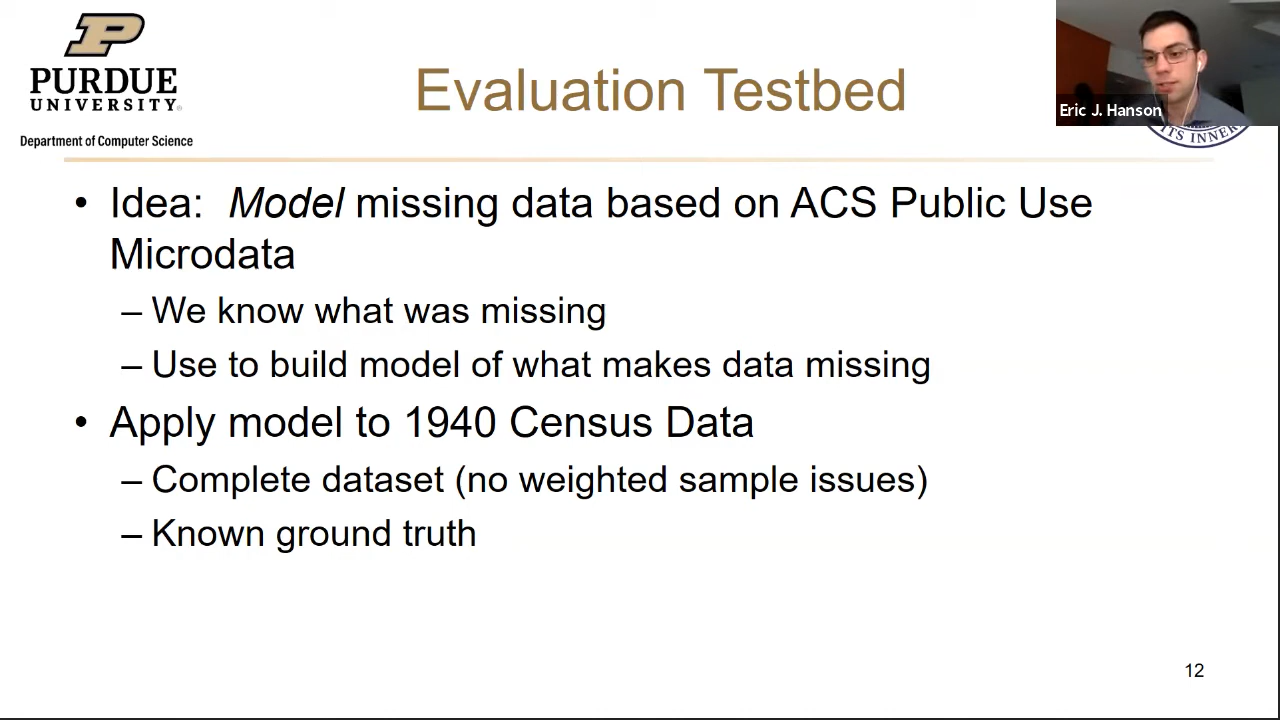 PURDUE
UNIVERSITY®
Department of Computer Science
Evaluation Testbed
Eric J. Hanson
ITS INNER
• Idea: Model missing data based on ACS Public Use
Microdata
– We know what was missing
– Use to build model of what makes data missing
• Apply model to 1940 Census Data
– Complete dataset (no weighted sample issues)
– Known ground truth
12